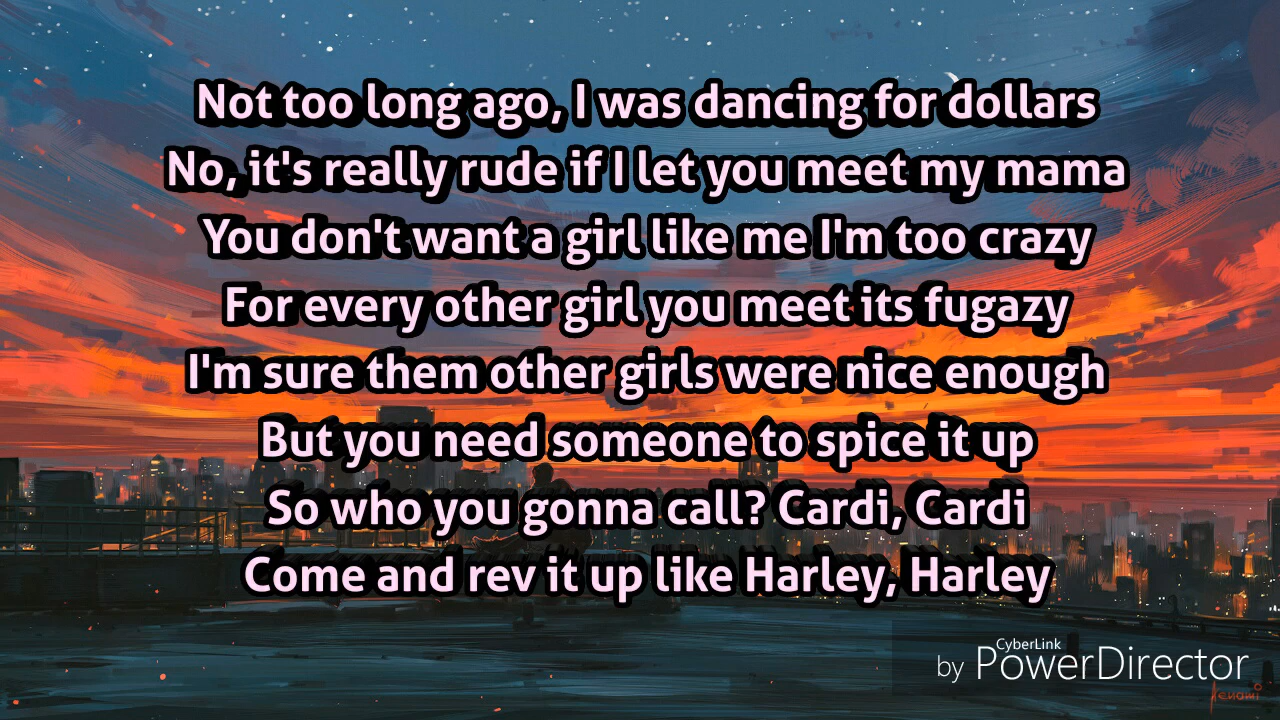 Not too long ago, I was dancing for dollars
No, it's really rude if I let you meet my mama
You don't want a girl like me I'm too crazy
For every other girl you meet its fugazy
I'm sure them other girls were nice enough
But you need someone to spice it up
So who you gonna call? Cardi, Cardi
Come and rev it up like Harley, Harley
CyberLink
by PowerDirector
Aenami